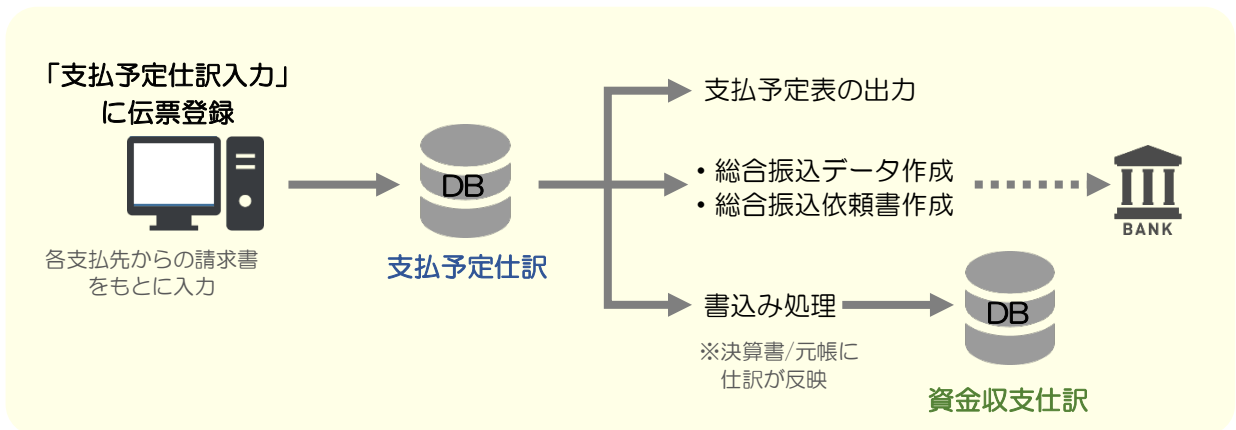 「支払予定仕訳入力」
に伝票登録
各支払先からの請求書
をもとに入力
DB
支払予定仕訳
支払予定表の出力
・総合振込データ作成
・総合振込依頼書作成
BANK
書込み処理
※決算書/元帳に
仕訳が反映
DB
資金収支仕訳